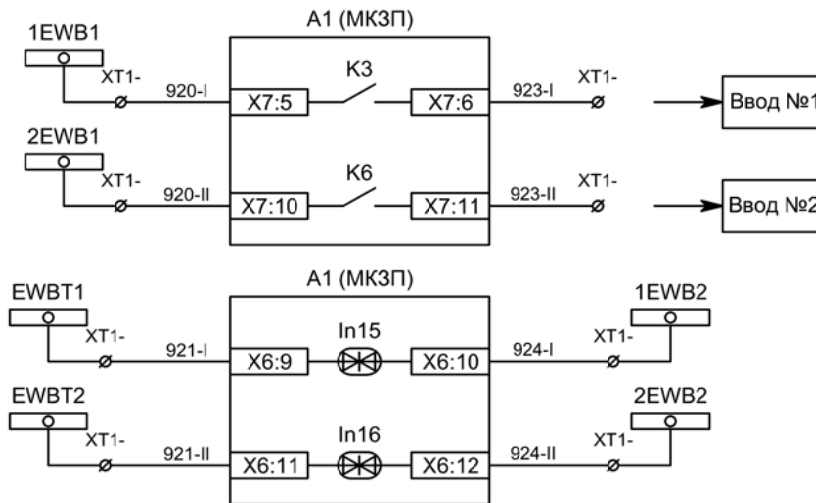 A1 (МКЗП)
1EWB1
XT1- 920-I X7:5 K3 X7:6 923-I XT1- Ввод №1
2EWB1
XT1- 920-II X7:10 K6 X7:11 923-II XT1- Ввод №2
A1 (МКЗП)
EWBT1 1EWB2
XT1- 921-I X6:9 In15 X6:10 924-I XT1-
EWBT2 2EWB2
XT1- 921-II X6:11 In16 X6:12 924-II XT1-